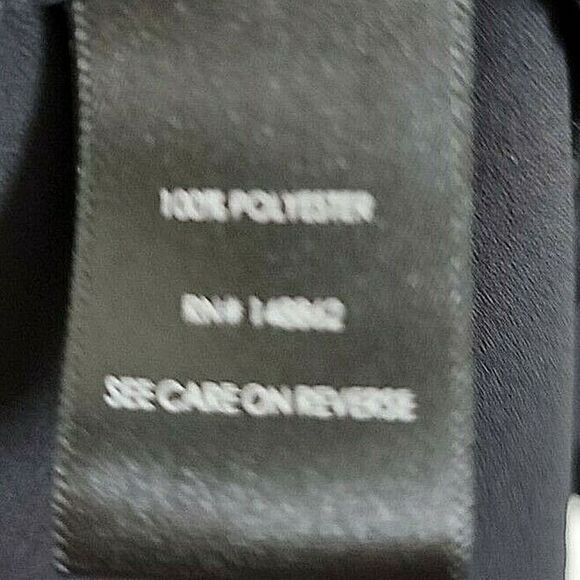 100% POLYESTER
RN#
SEE CARE ON REVERSE